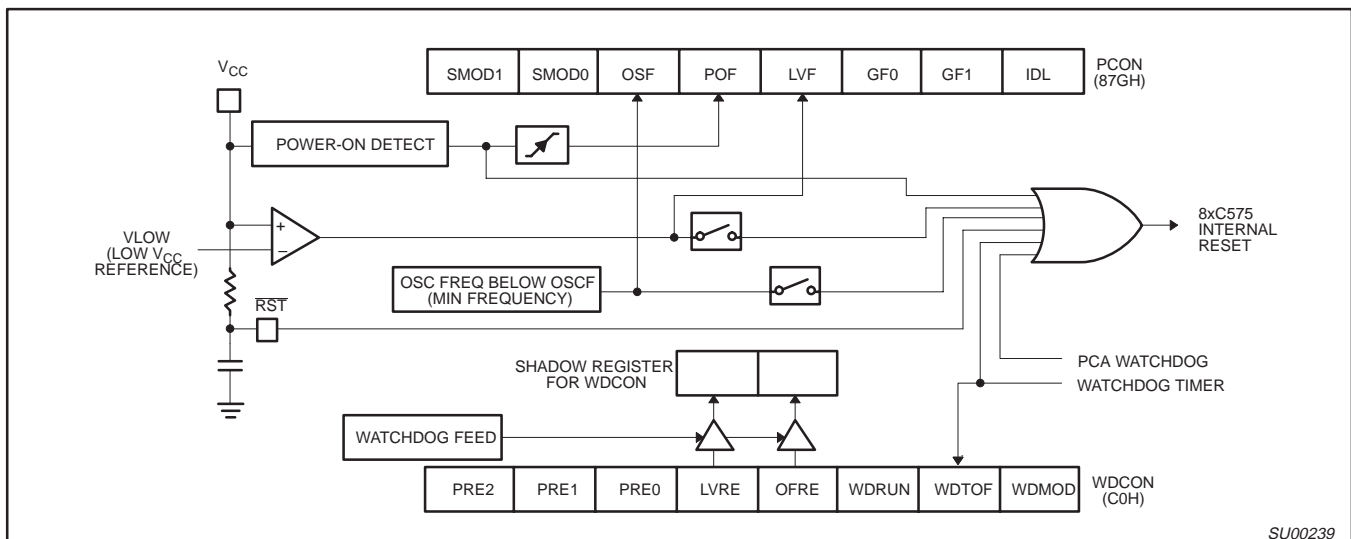 VCC
SMOD1 SMOD0 OSF POF LVF GF0 GF1 IDL
PCON
(87GH)
POWER-ON DETECT
+
−
VLOW
(LOW VCC
REFERENCE)
8xC575
INTERNAL
RESET
OSC FREQ BELOW OSCF
(MIN FREQUENCY)
RST
PCA WATCHDOG
WATCHDOG TIMER
SHADOW REGISTER
FOR WDCON
WATCHDOG FEED
PRE2 PRE1 PRE0 LVRE OFRE WDRUN WDTOF WDMOD
WDCON
(C0H)
SU00239